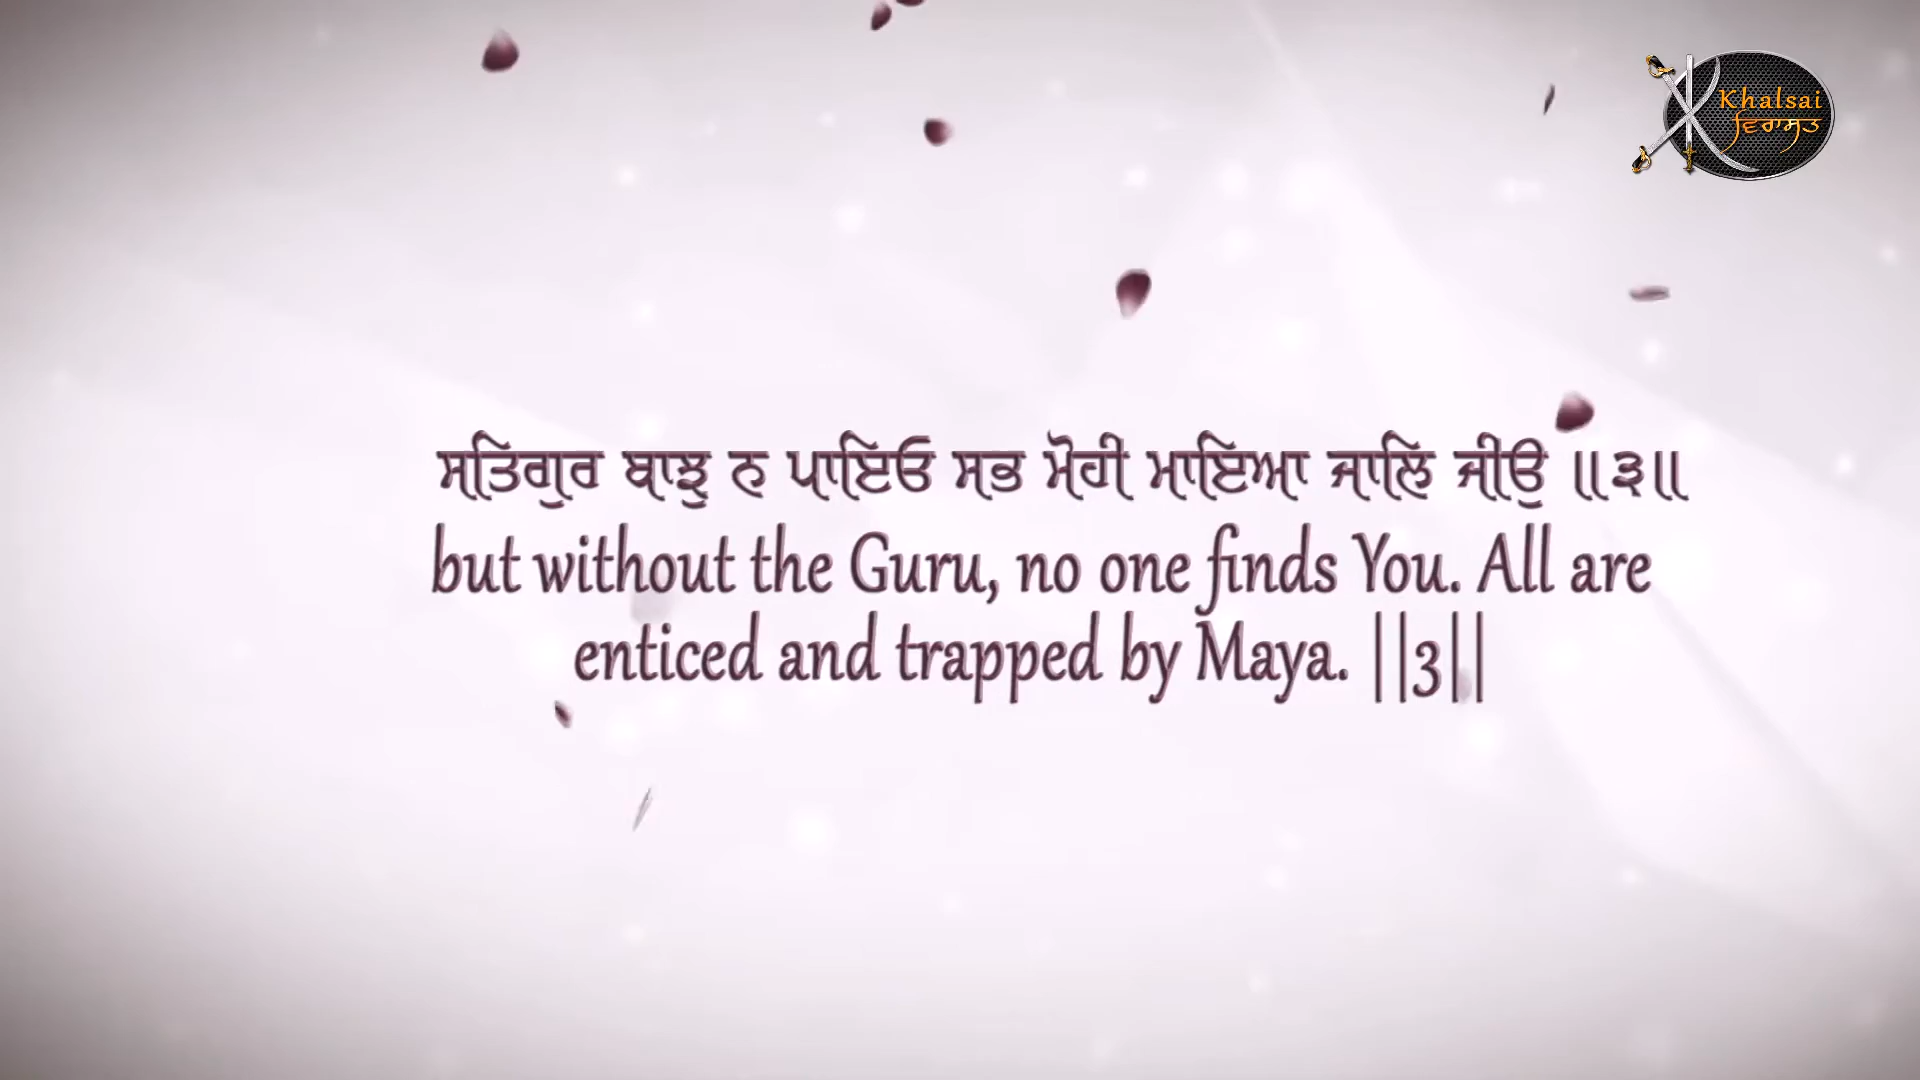 Khalsai
ਵਿਰਾਸਤ
ਸਤਿਗੁਰ ਬਾਝੁ ਨ ਪਾਇਓ ਸਭ ਮੋਹੀ ਮਾਇਆ ਜਾਲਿ ਜੀਉ ॥੩॥
but without the Guru, no one finds You. All are
enticed and trapped by Maya. ||3||